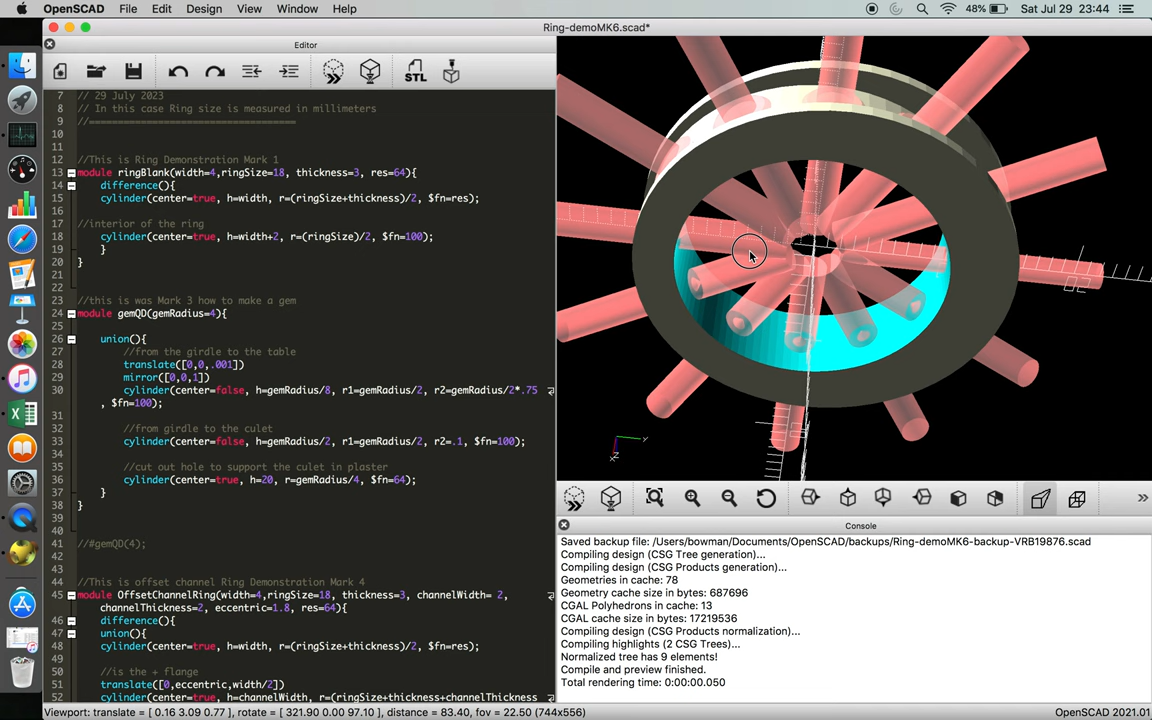 OpenSCAD File Edit Design View Window Help 48% Sat Jul 29 23:44
Ring-demoMK6.scad*
Editor
STL
7 // 29 July 2023
8 // In this case Ring size is measured in millimeters
9 //===================================
10
11
12 //This is Ring Demonstration Mark 1
13 module ringBlank(width=4,ringSize=18, thickness=3, res=64){
14 difference(){
15 cylinder(center=true, h=width, r=(ringSize+thickness)/2, $fn=res);
16
17 //interior of the ring
18 cylinder(center=true, h=width+2, r=(ringSize)/2, $fn=100);
19 }
20 }
21
22
23 //this is was Mark 3 how to make a gem
24 module gemQD(gemRadius=4){
25
26 union(){
27 //from the girdle to the table
28 translate([0,0,.001])
29 mirror([0,0,1])
30 cylinder(center=false, h=gemRadius/8, r1=gemRadius/2, r2=gemRadius/2*.75
, $fn=100);
31
32 //from girdle to the culet
33 cylinder(center=false, h=gemRadius/2, r1=gemRadius/2, r2=.1, $fn=100);
34
35 //cut out hole to support the culet in plaster
36 cylinder(center=true, h=20, r=gemRadius/4, $fn=64);
37 }
38 }
39
40
41 //#gemQD(4);
42
43
44 //This is offset channel Ring Demonstration Mark 4
45 module OffsetChannelRing(width=4,ringSize=18, thickness=3, channelWidth= 2,
channelThickness=2, eccentric=1.8, res=64){
46 difference(){
47 union(){
48 cylinder(center=true, h=width, r=(ringSize+thickness)/2, $fn=res);
49
50 //is the + flange
51 translate([0,eccentric,width/2])
52 cylinder(center=true, h=channelWidth, r=(ringSize+thickness+channelThickness
Console
Saved backup file: /Users/bowman/Documents/OpenSCAD/backups/Ring-demoMK6-backup-VRB19876.scad
Compiling design (CSG Tree generation)...
Compiling design (CSG Products generation)...
Geometries in cache: 78
Geometry cache size in bytes: 687696
CGAL Polyhedrons in cache: 13
CGAL cache size in bytes: 17219536
Compiling design (CSG Products normalization)...
Compiling highlights (2 CSG Trees)...
Normalized tree has 9 elements!
Compile and preview finished.
Total rendering time: 0:00:00.050
Viewport: translate = [ 0.16 3.09 0.77 ], rotate = [ 321.90 0.00 97.10 ], distance = 83.40, fov = 22.50 (744x556) OpenSCAD 2021.01